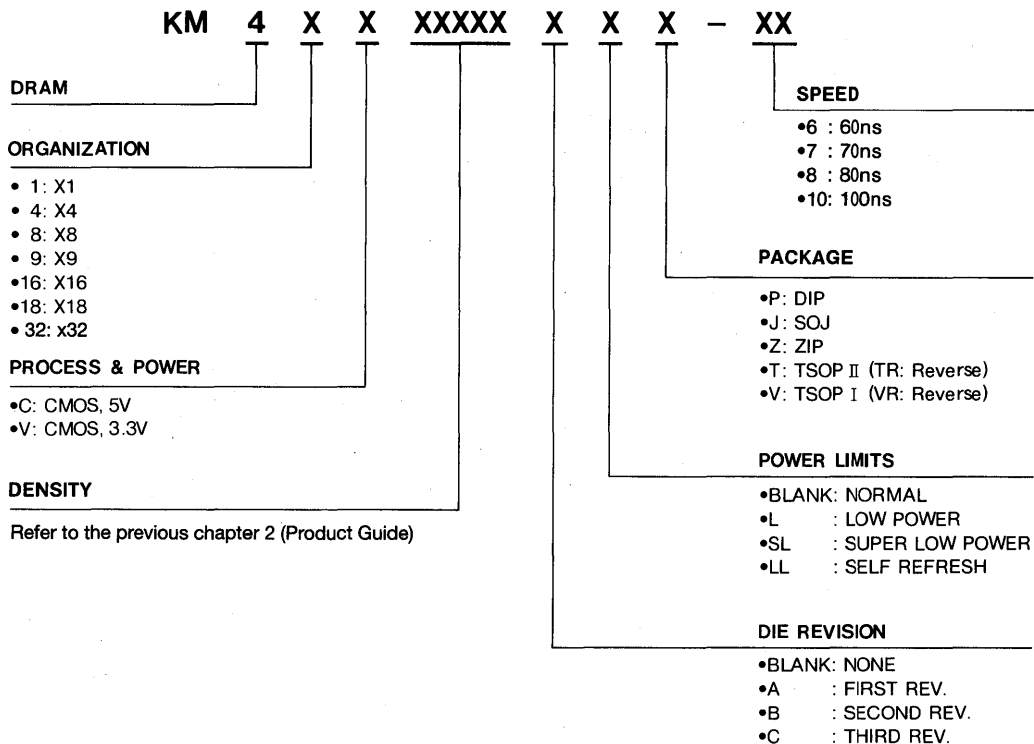 KM 4 X X XXXXX X X X – XX
DRAM
ORGANIZATION
• 1: X1
• 4: X4
• 8: X8
• 9: X9
•16: X16
•18: X18
• 32: x32
PROCESS & POWER
•C: CMOS, 5V
•V: CMOS, 3.3V
DENSITY
Refer to the previous chapter 2 (Product Guide)
SPEED
•6 : 60ns
•7 : 70ns
•8 : 80ns
•10: 100ns
PACKAGE
•P: DIP
•J: SOJ
•Z: ZIP
•T: TSOP II (TR: Reverse)
•V: TSOP I (VR: Reverse)
POWER LIMITS
•BLANK: NORMAL
•L : LOW POWER
•SL : SUPER LOW POWER
•LL : SELF REFRESH
DIE REVISION
•BLANK: NONE
•A : FIRST REV.
•B : SECOND REV.
•C : THIRD REV.